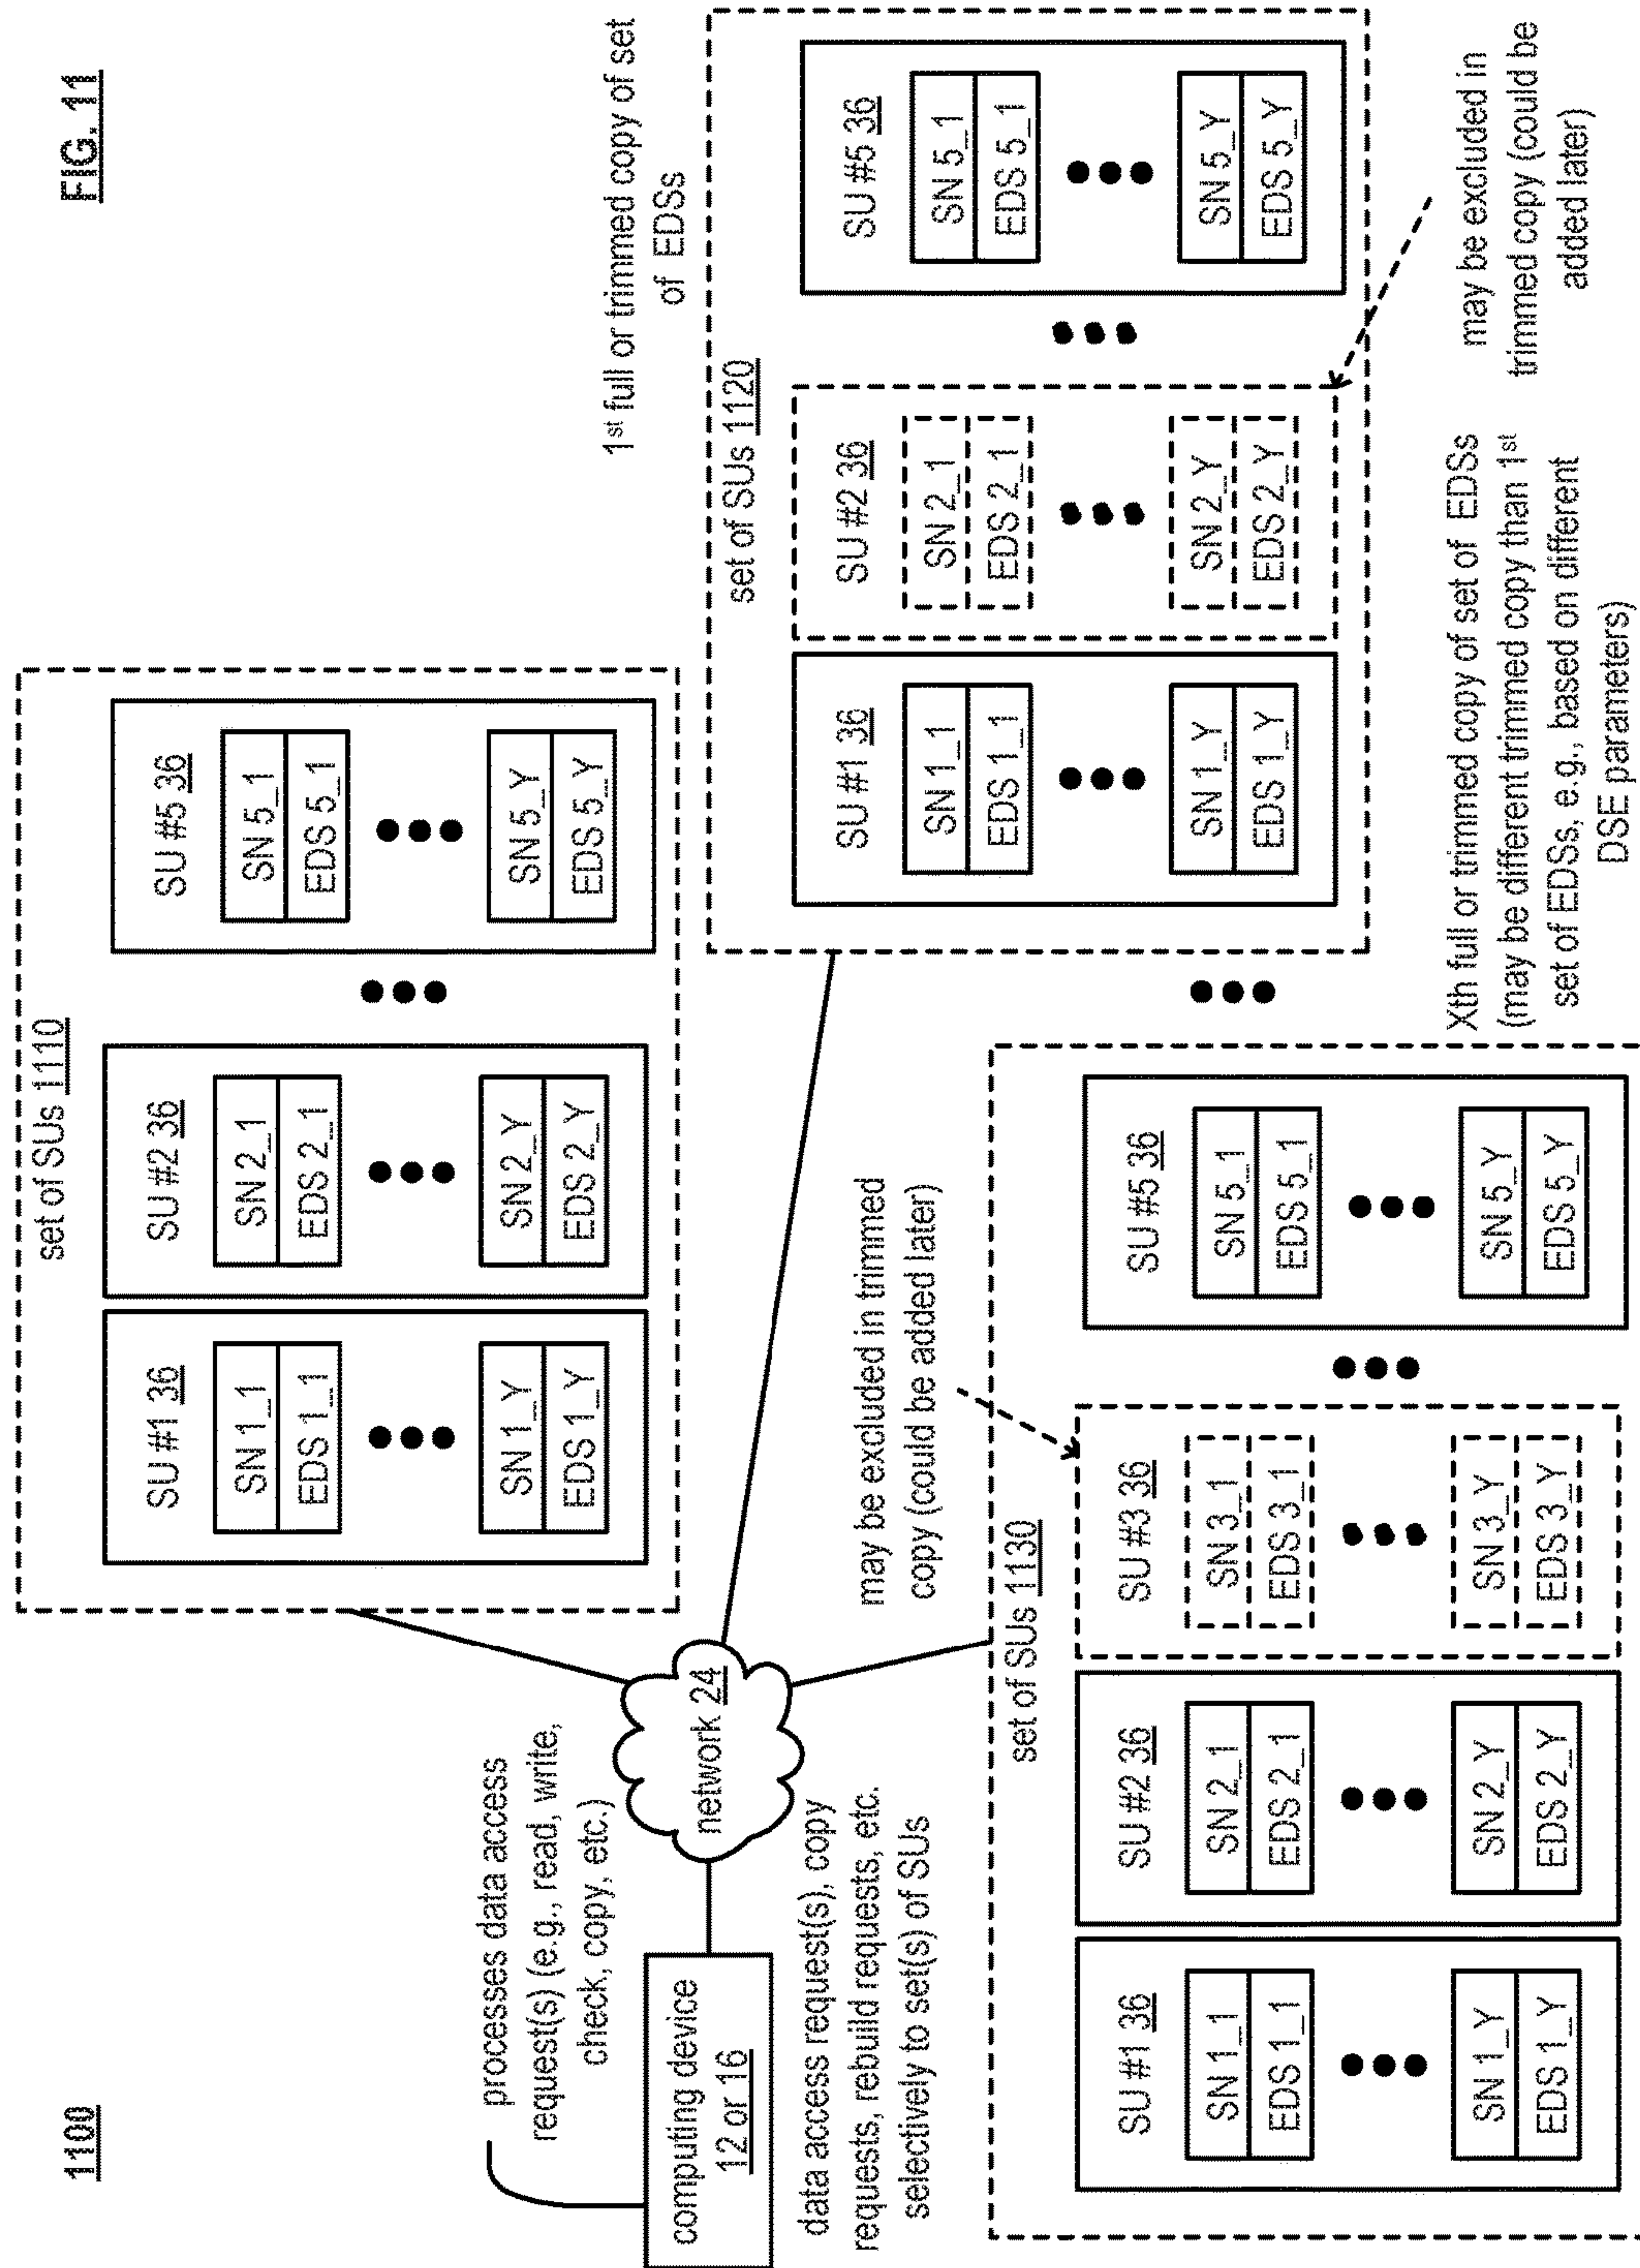 1100
FIG. 11
processes data access
request(s) (e.g., read, write,
check, copy, etc.)
computing device
12 or 16
network 24
data access request(s), copy
requests, rebuild requests, etc.
selectively to set(s) of SUs
set of SUs 1110
SU #1 36
SN 1_1
EDS 1_1
SN 1_Y
EDS 1_Y
SU #2 36
SN 2_1
EDS 2_1
SN 2_Y
EDS 2_Y
SU #5 36
SN 5_1
EDS 5_1
SN 5_Y
EDS 5_Y
1st full or trimmed copy of set
of EDSs
set of SUs 1120
SU #1 36
SN 1_1
EDS 1_1
SN 1_Y
EDS 1_Y
SU #2 36
SN 2_1
EDS 2_1
SN 2_Y
EDS 2_Y
SU #5 36
SN 5_1
EDS 5_1
SN 5_Y
EDS 5_Y
may be excluded in
trimmed copy (could be
added later)
may be excluded in trimmed
copy (could be added later)
set of SUs 1130
SU #1 36
SN 1_1
EDS 1_1
SN 1_Y
EDS 1_Y
SU #2 36
SN 2_1
EDS 2_1
SN 2_Y
EDS 2_Y
SU #3 36
SN 3_1
EDS 3_1
SN 3_Y
EDS 3_Y
SU #5 36
SN 5_1
EDS 5_1
SN 5_Y
EDS 5_Y
Xth full or trimmed copy of set of EDSs
(may be different trimmed copy than 1st
set of EDSs, e.g., based on different
DSE parameters)